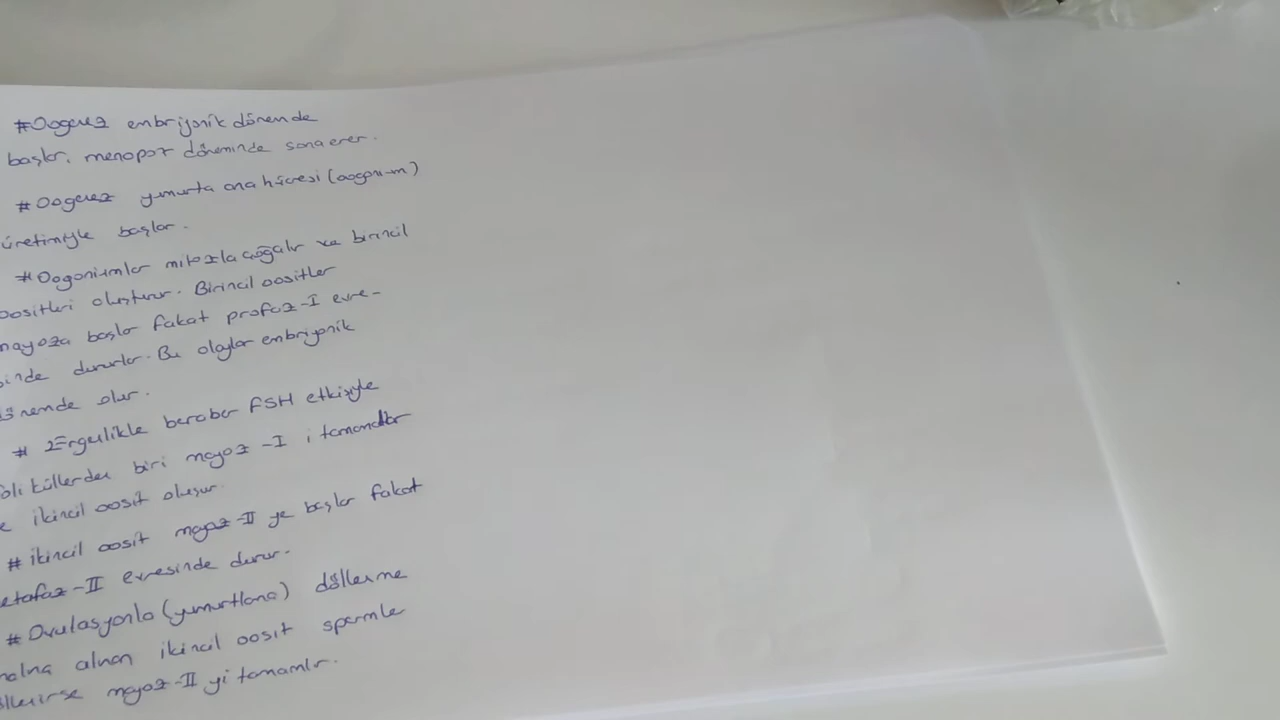 #Oogenez embriyonik dönemde
başlar, menopoz döneminde sona erer.
#Oogenez yumurta ana hücresi (oogonium)
üretimiyle başlar.
#Oogoniumlar mitozla çoğalır ve birincil
oositleri oluşturur. Birincil oositler
mayoza başlar fakat profaz-I evre-
sinde dururlar. Bu olaylar embriyonik
dönemde olur.
# Ergenlikle beraber FSH etkisiyle
foliküllerden biri mayoz-I i tamamlar
ikincil oosit oluşur.
# ikincil oosit mayoz-II ye başlar fakat
etafaz-II evresinde durur.
# Ovulasyonla (yumurtlama) döllenme
alınan ikincil oosit spermle
llenirse mayoz-II yi tamamlar.